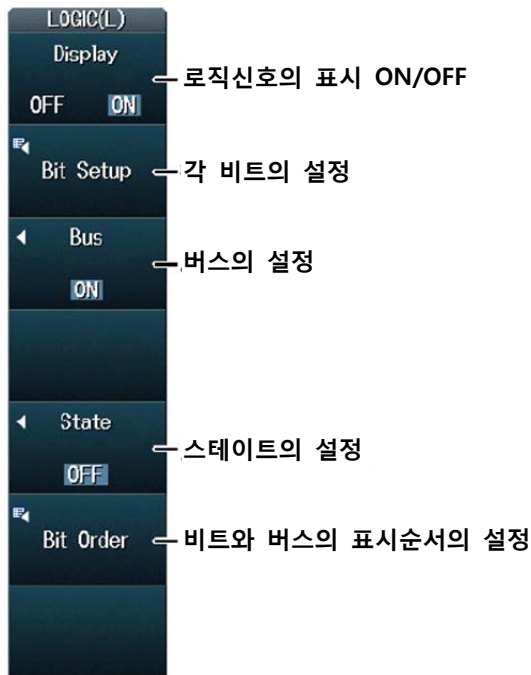 LOGIC(L)
Display
OFF ON
로직신호의 표시 ON/OFF
Bit Setup
각 비트의 설정
Bus
ON
버스의 설정
State
OFF
스테이트의 설정
Bit Order
비트와 버스의 표시순서의 설정